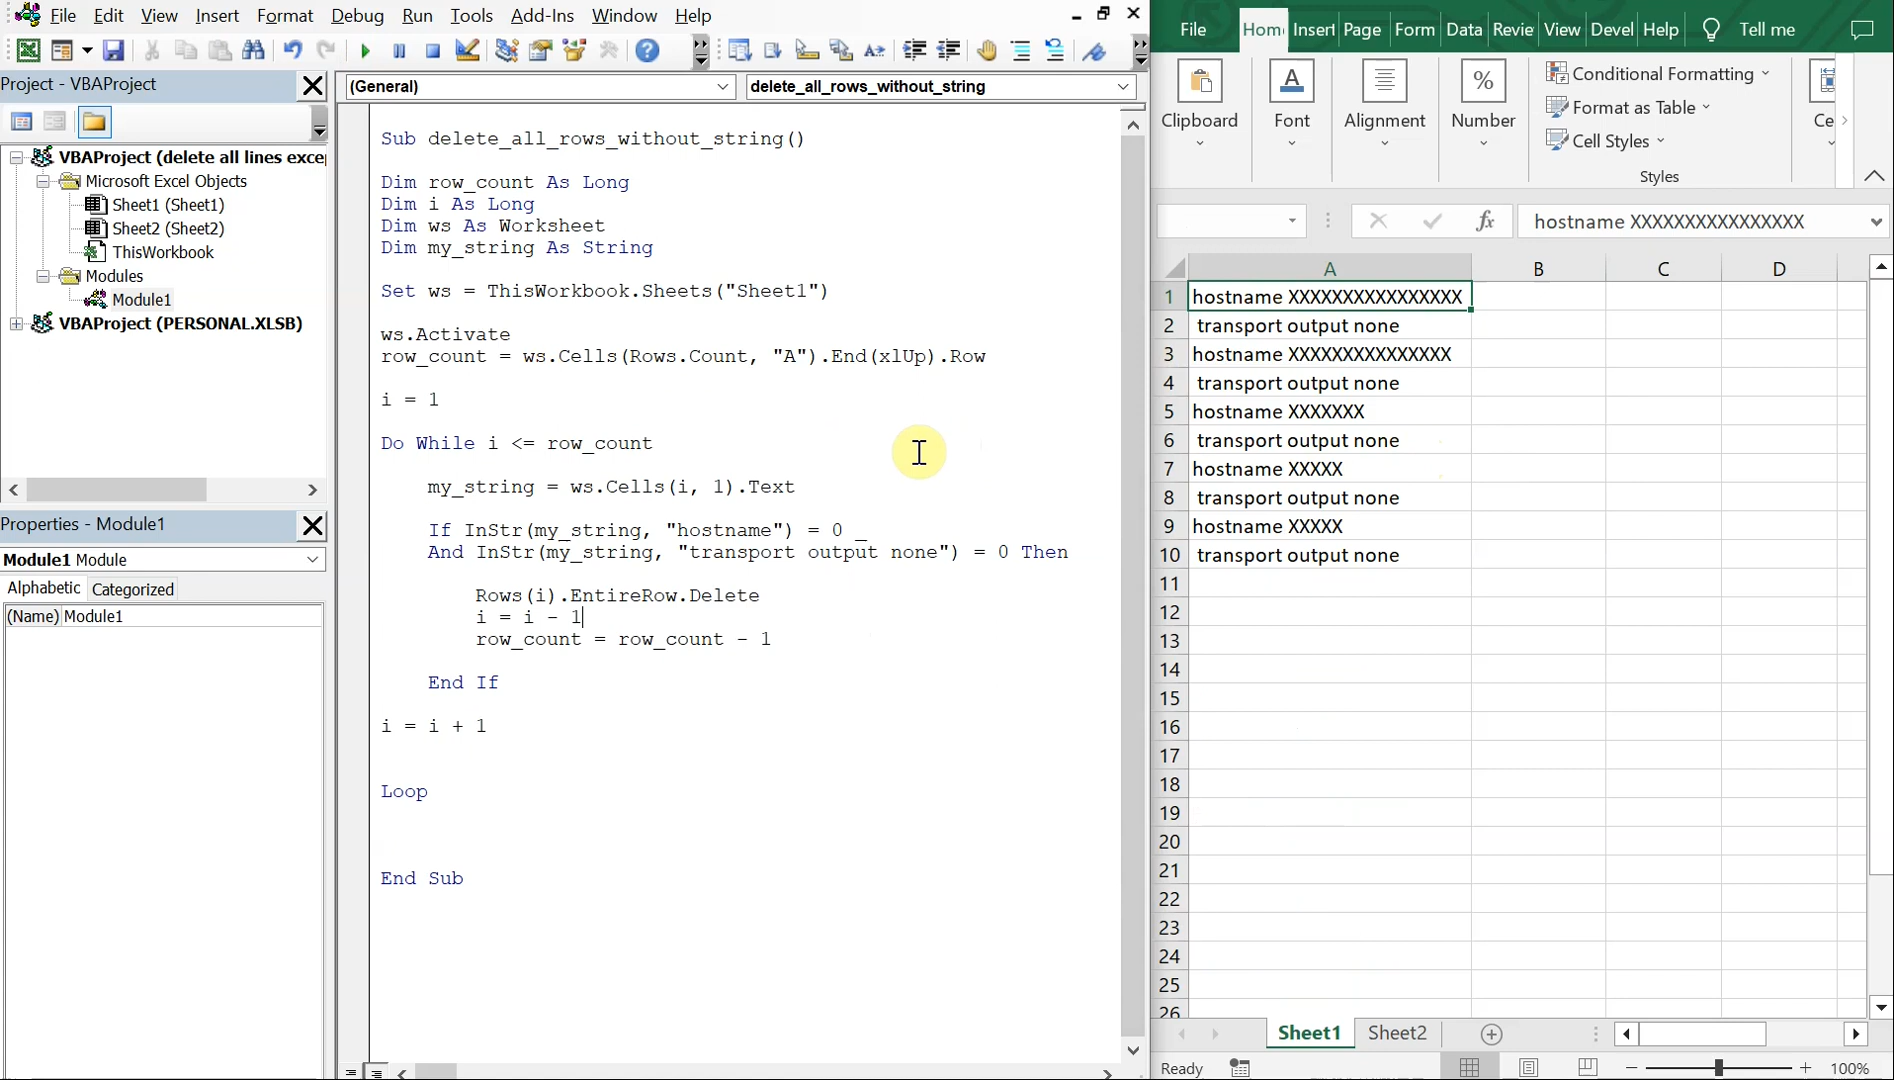 File Edit View Insert Format Debug Run Tools Add-Ins Window Help
Project - VBAProject
VBAProject (delete all lines exce
Microsoft Excel Objects
Sheet1 (Sheet1)
Sheet2 (Sheet2)
ThisWorkbook
Modules
Module1
VBAProject (PERSONAL.XLSB)
Properties - Module1
Module1 Module
Alphabetic Categorized
(Name) Module1
(General)
delete_all_rows_without_string
Sub delete_all_rows_without_string()
Dim row_count As Long
Dim i As Long
Dim ws As Worksheet
Dim my_string As String
Set ws = ThisWorkbook.Sheets("Sheet1")
ws.Activate
row_count = ws.Cells(Rows.Count, "A").End(xlUp).Row
i = 1
Do While i <= row_count
my_string = ws.Cells(i, 1).Text
If InStr(my_string, "hostname") = 0 _
And InStr(my_string, "transport output none") = 0 Then
Rows(i).EntireRow.Delete
i = i - 1
row_count = row_count - 1
End If
i = i + 1
Loop
End Sub
File Hom Insert Page Form Data Revie View Devel Help Tell me
Clipboard
Font
Alignment
Number
Conditional Formatting
Format as Table
Cell Styles
Styles
Ce
fx hostname XXXXXXXXXXXXXXXX
A B C D
1 hostname XXXXXXXXXXXXXXXX
2 transport output none
3 hostname XXXXXXXXXXXXXXX
4 transport output none
5 hostname XXXXXXX
6 transport output none
7 hostname XXXXX
8 transport output none
9 hostname XXXXX
10 transport output none
11
12
13
14
15
16
17
18
19
20
21
22
23
24
25
26
Sheet1 Sheet2
Ready
100%